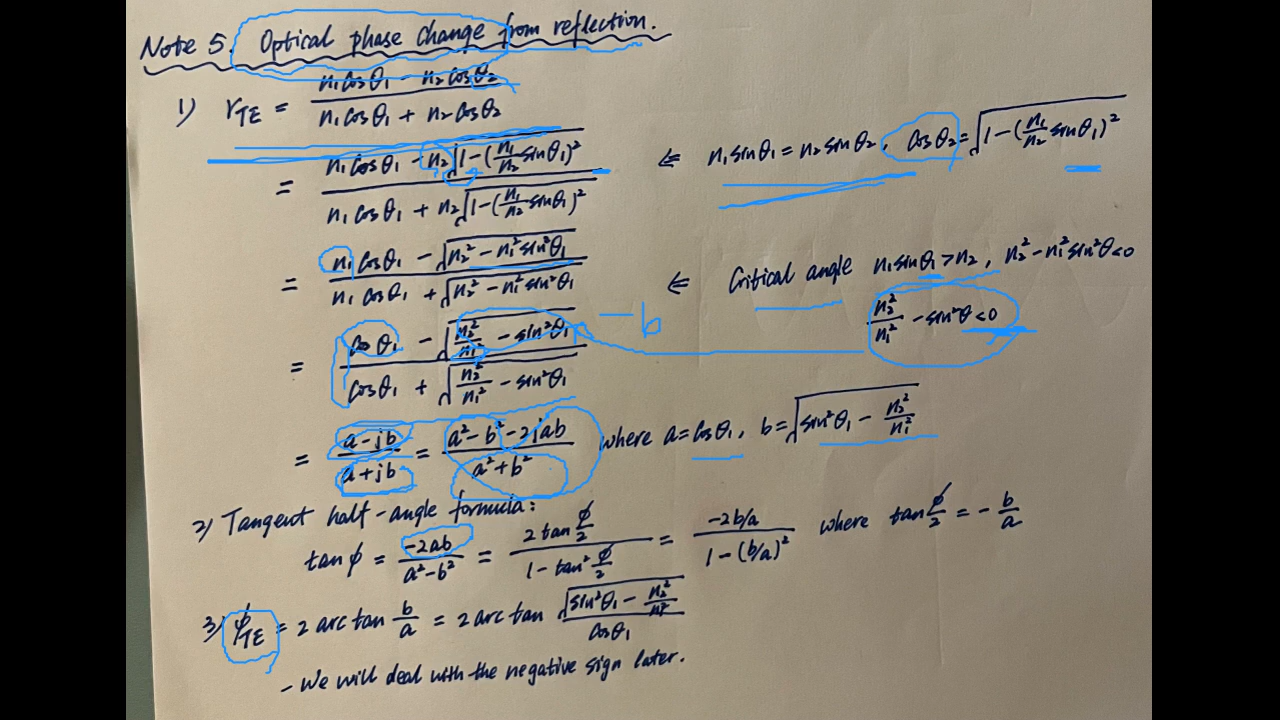 Note 5. Optical phase change from reflection.
1) r_TE = (n₁cosθ₁ - n₂cosθ₂) / (n₁cosθ₁ + n₂cosθ₂)
= (n₁cosθ₁ - n₂√(1-(n₁/n₂ sinθ₁)²)) / (n₁cosθ₁ + n₂√(1-(n₁/n₂ sinθ₁)²)) ⇐ n₁sinθ₁ = n₂sinθ₂, cosθ₂ = √(1-(n₁/n₂ sinθ₁)²)
= (n₁cosθ₁ - √(n₂² - n₁²sin²θ₁)) / (n₁cosθ₁ + √(n₂² - n₁²sin²θ₁)) ⇐ Critical angle n₁sinθ₁ > n₂, n₂² - n₁²sin²θ < 0
n₂²/n₁² - sin²θ < 0
= (cosθ₁ - √(n₂²/n₁² - sin²θ₁)) / (cosθ₁ + √(n₂²/n₁² - sin²θ₁)) -b
= (a-jb)/(a+jb) = (a²-b²-2jab)/(a²+b²) where a=cosθ₁, b=√(sin²θ₁ - n₂²/n₁²)
2) Tangent half-angle formula:
tanφ = -2ab/(a²-b²) = 2tan(φ/2) / (1-tan²(φ/2)) = (-2b/a) / (1-(b/a)²) where tan(φ/2) = -b/a
3) φ_TE = 2 arctan b/a = 2 arctan √(sin²θ₁ - n₂²/n₁²) / cosθ₁
- We will deal with the negative sign later.